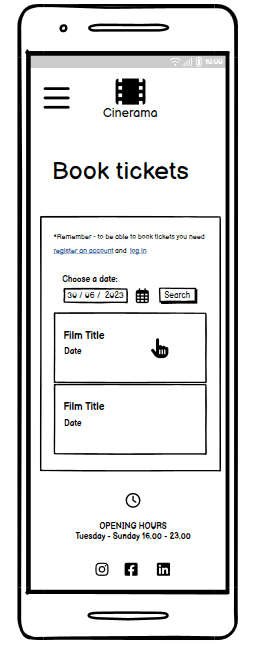 10:00
Cinerama
Book tickets
*Remember - to be able to book tickets you need
register an account and log in
Choose a date:
30 / 06 / 2023 Search
Film Title
Date
Film Title
Date
OPENING HOURS
Tuesday - Sunday 16.00 - 23.00